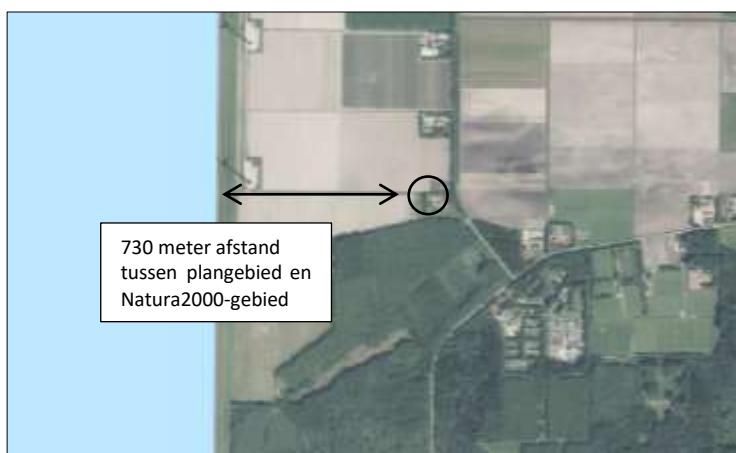 730 meter afstand
tussen plangebied en
Natura2000-gebied